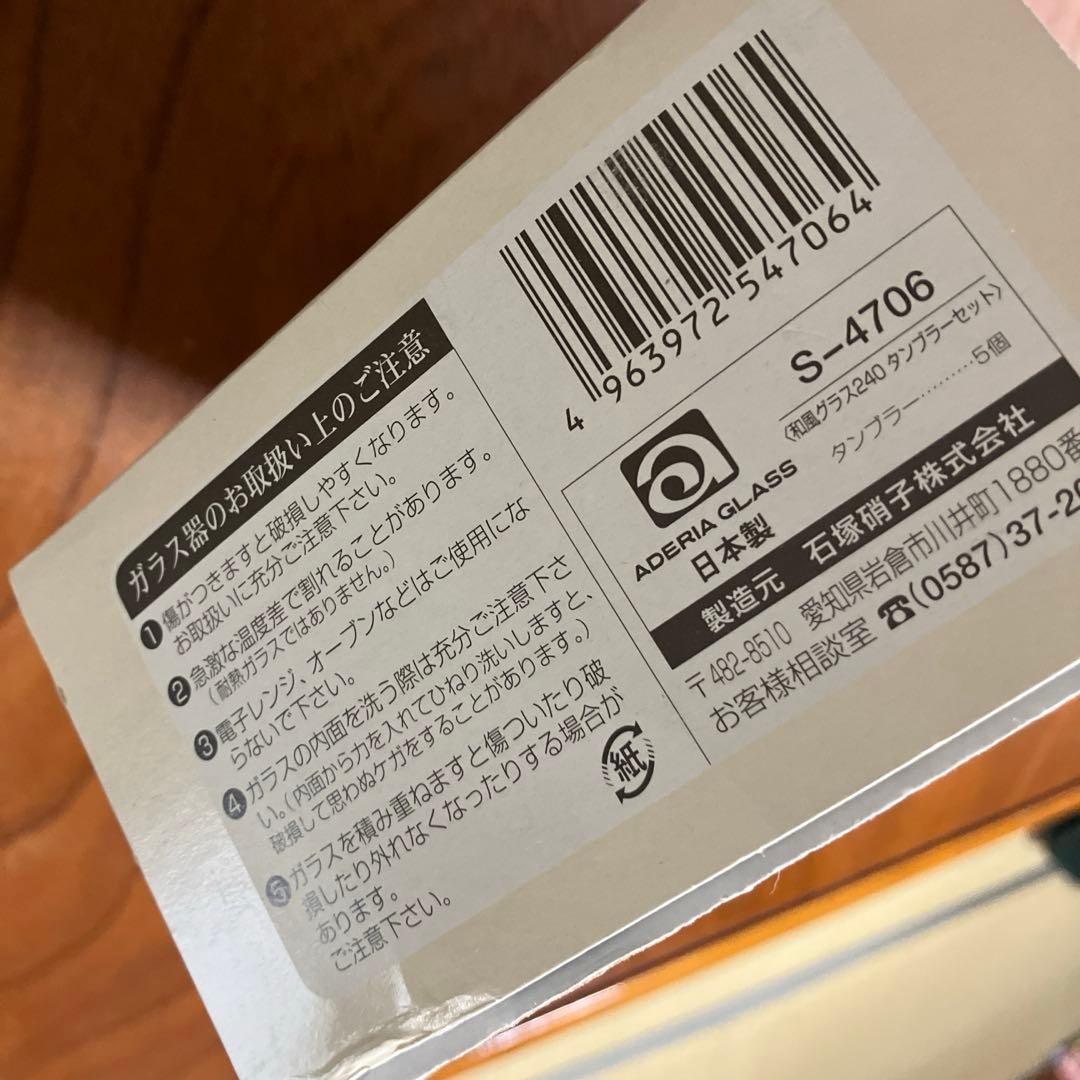 ガラス器のお取扱い上のご注意
❶傷がつきますと破損しやすくなります。
お取扱いに充分ご注意下さい。
❷急激な温度差で割れることがあります。
(耐熱ガラスではありません。)
❸電子レンジ、オーブンなどはご使用にな
らないで下さい。
❹ガラスの内面を洗う際は充分ご注意下さ
い。(内面から力を入れてひねり洗いしますと、
破損して思わぬケガをすることがあります。)
❺ガラスを積み重ねますと傷ついたり破
損したり外れなくなったりする場合が
あります。
ご注意下さい。
紙
4 963972 547064
S-4706
〈和風グラス240 タンブラーセット〉
タンブラー………5個
ADERIA GLASS
日本製
製造元 石塚硝子株式会社
〒482-8510 愛知県岩倉市川井町1880番
お客様相談室 ☎(0587)37-20